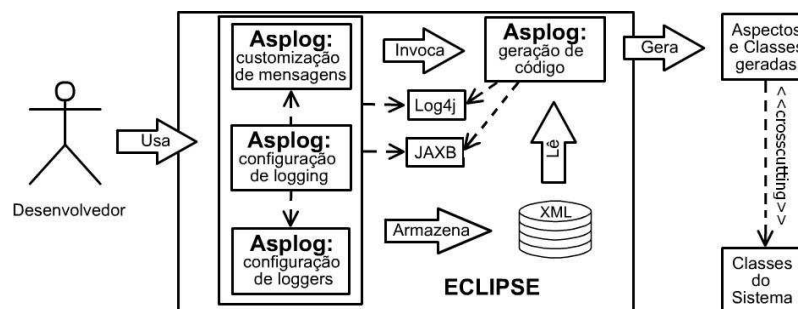 Desenvolvedor
Usa
Asplog:
customização
de mensagens
Asplog:
configuração
de logging
Asplog:
configuração
de loggers
Invoca
Log4j
JAXB
Armazena
Asplog:
geração de
código
Lê
XML
ECLIPSE
Gera
Aspectos
e Classes
geradas
<<crosscutting>>
Classes
do
Sistema